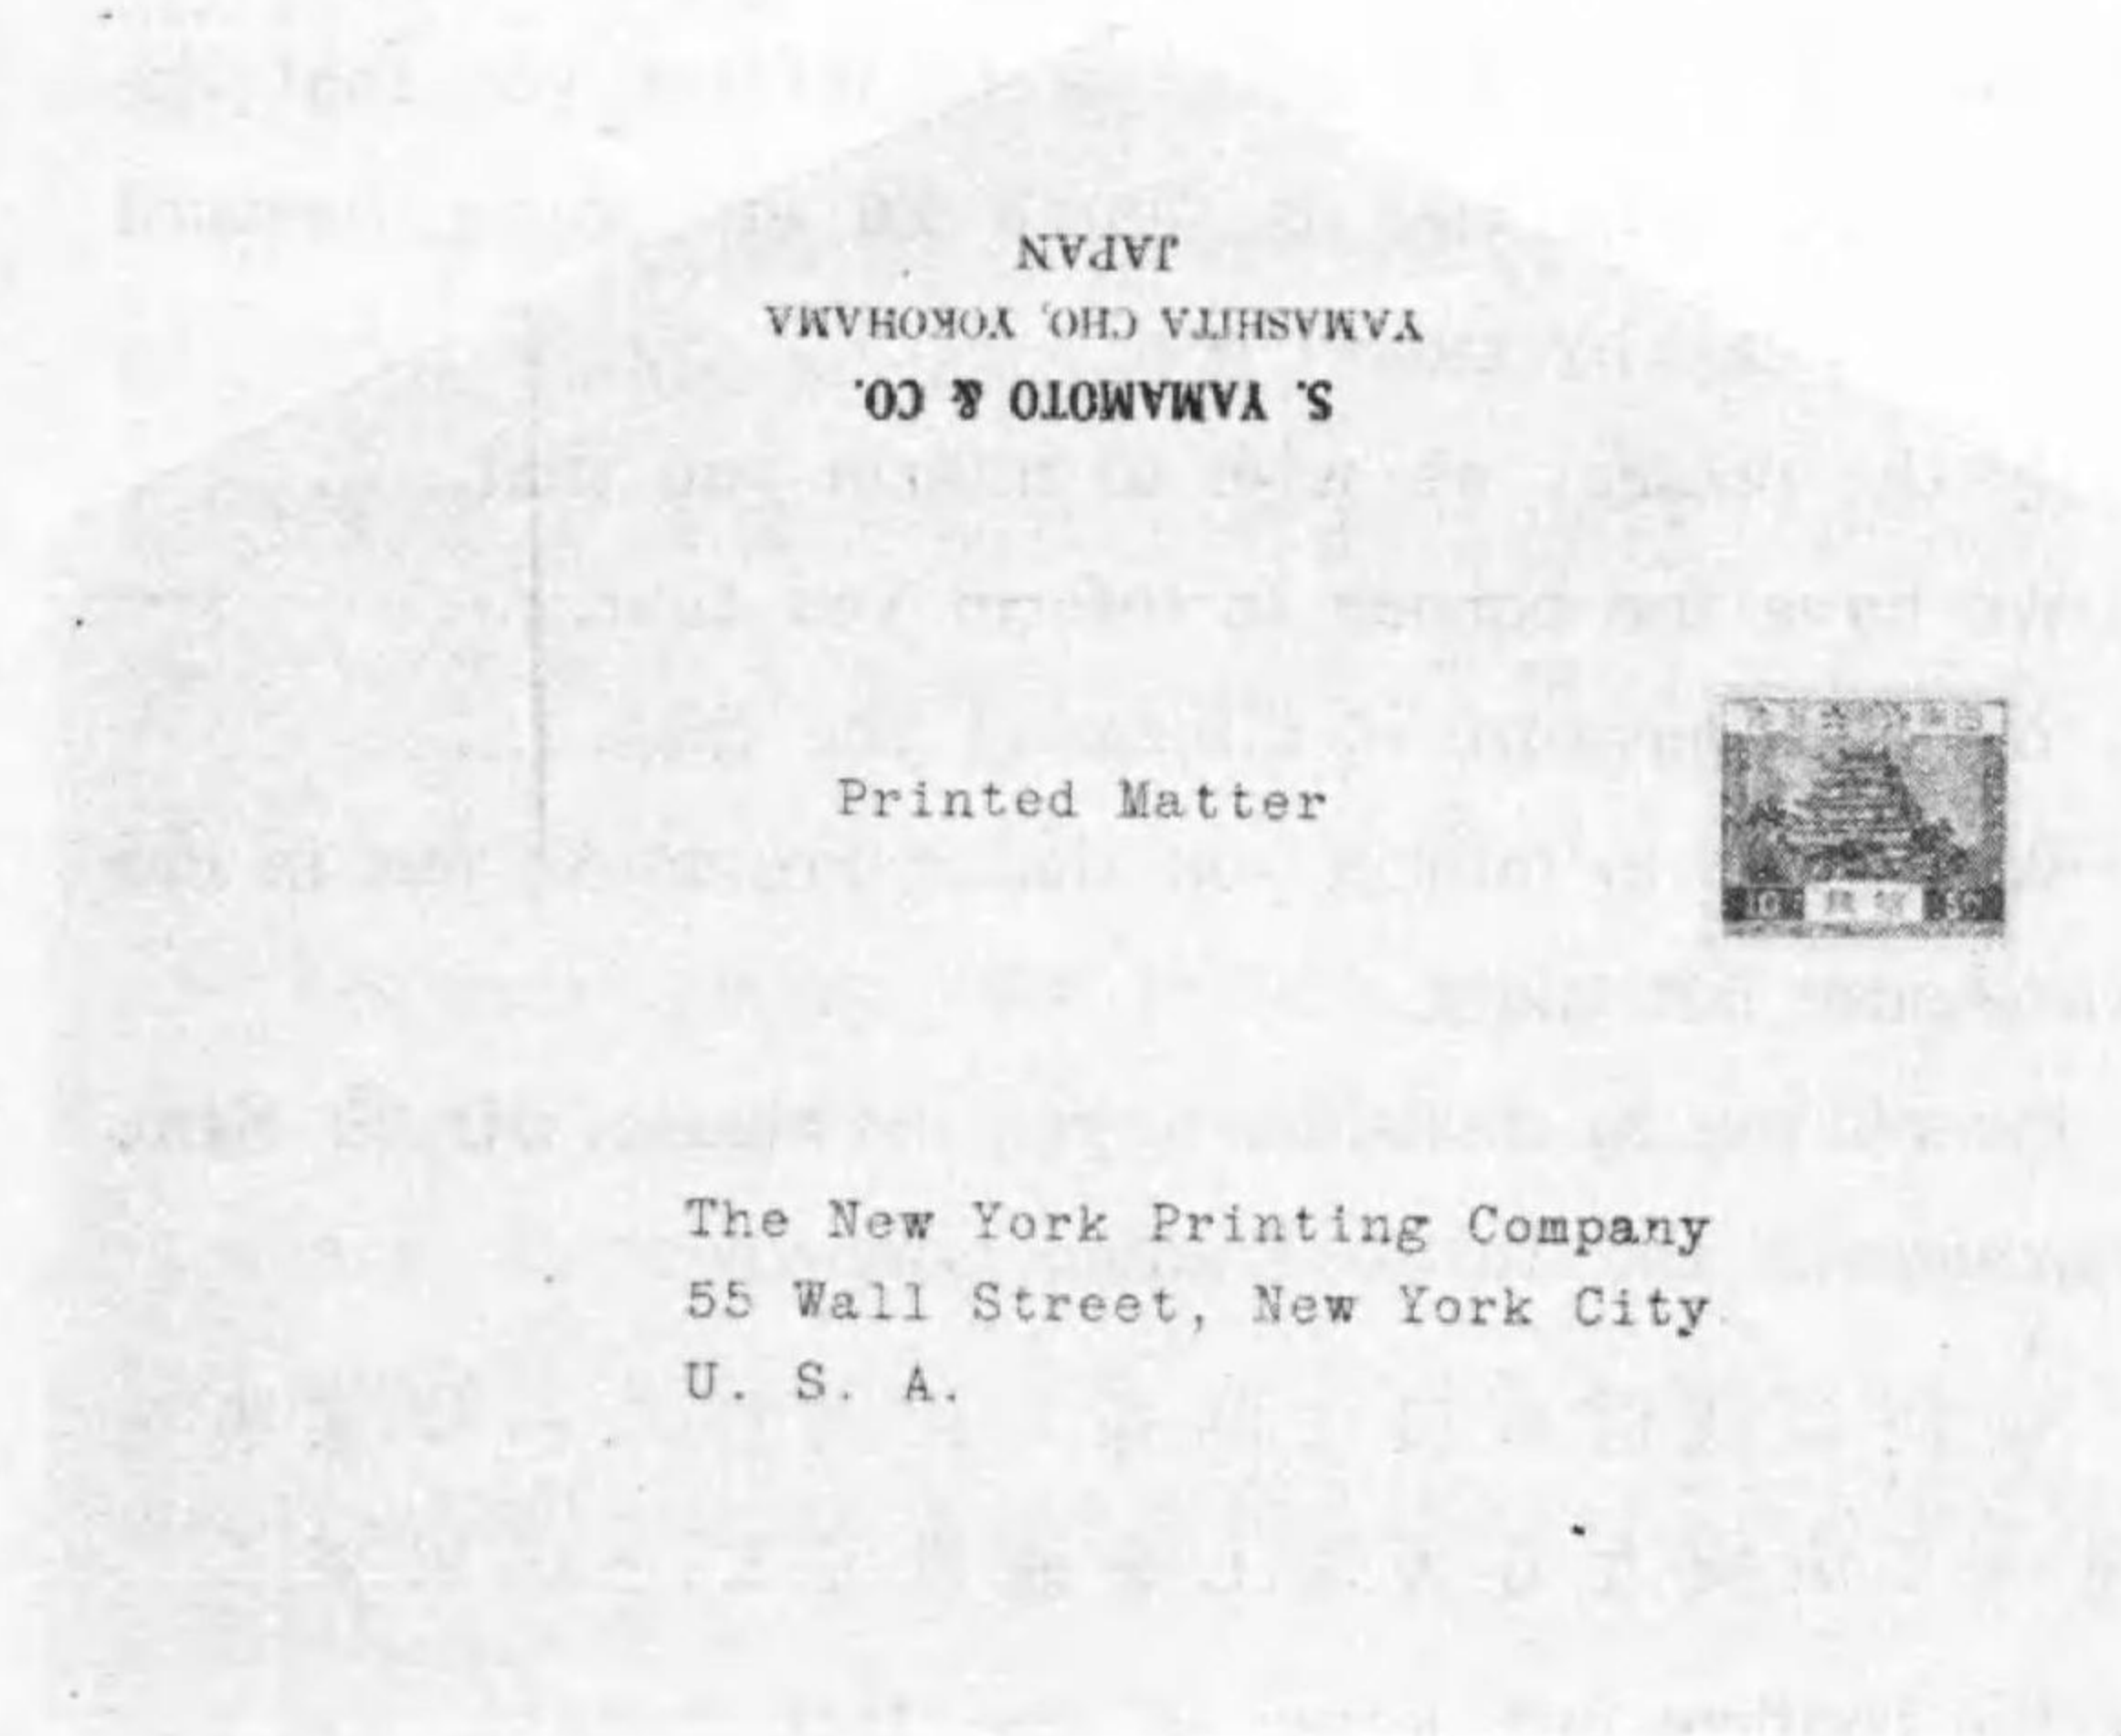 S. YAMAMOTO & CO.
YAMASHITA CHO, YOKOHAMA
JAPAN
Printed Matter
The New York Printing Company
55 Wall Street, New York City
U. S. A.